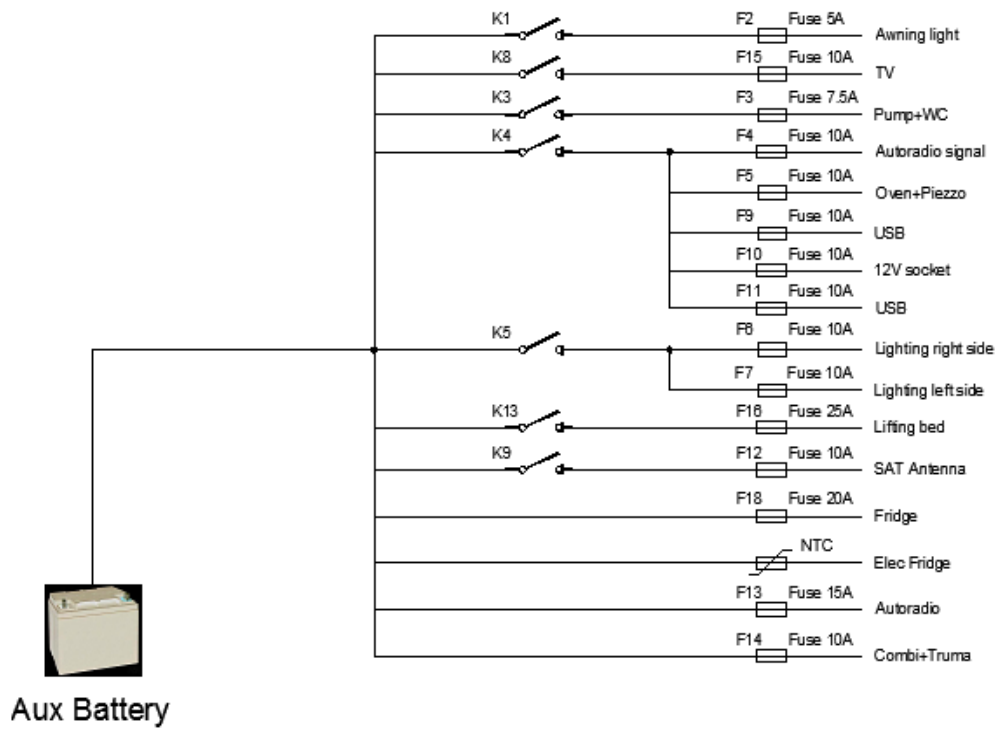 K1 F2 Fuse 5A Awning light
K8 F15 Fuse 10A TV
K3 F3 Fuse 7.5A Pump+WC
K4 F4 Fuse 10A Autoradio signal
F5 Fuse 10A Oven+Piezzo
F9 Fuse 10A USB
F10 Fuse 10A 12V socket
F11 Fuse 10A USB
K5 F6 Fuse 10A Lighting right side
F7 Fuse 10A Lighting left side
K13 F16 Fuse 25A Lifting bed
K9 F12 Fuse 10A SAT Antenna
F18 Fuse 20A Fridge
NTC Elec Fridge
F13 Fuse 15A Autoradio
F14 Fuse 10A Combi+Truma
Aux Battery